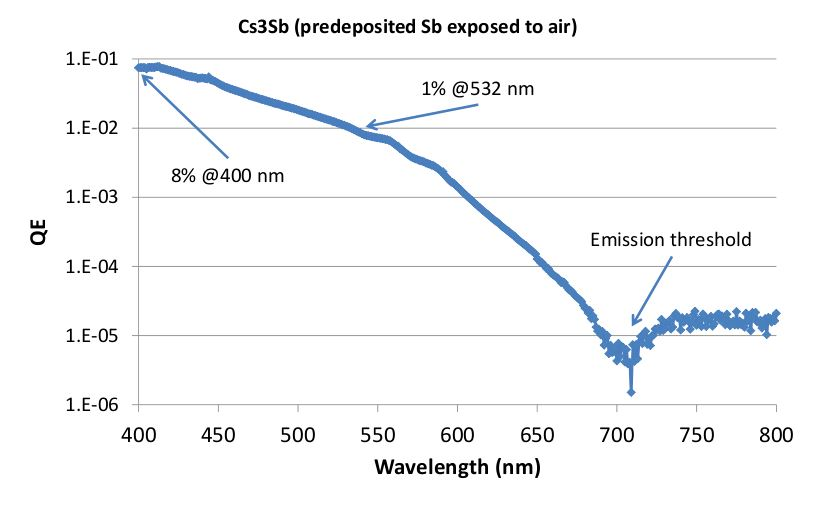 Cs3Sb (predeposited Sb exposed to air)
1.E-01
1% @532 nm
1.E-02
8% @400 nm
1.E-03
QE
Emission threshold
1.E-04
1.E-05
1.E-06
400 450 500 550 600 650 700 750 800
Wavelength (nm)